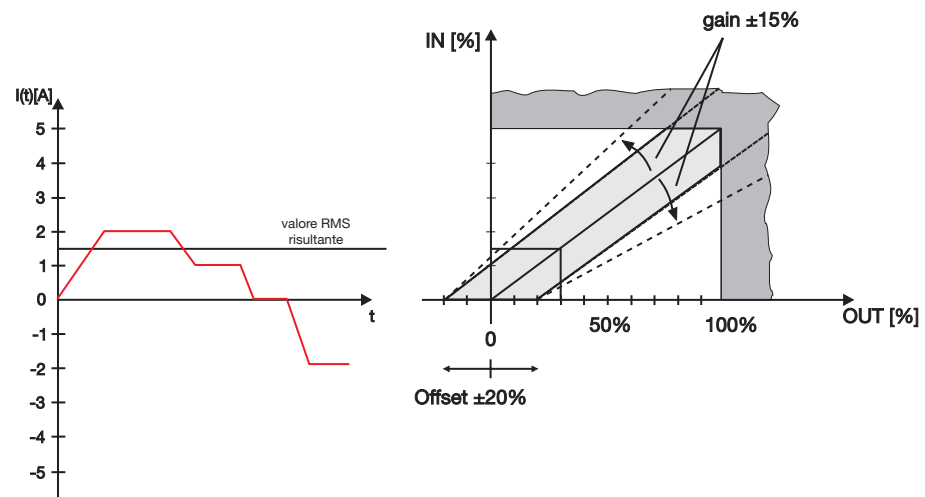 I(t)[A]
5
4
3
2
1
0
-1
-2
-3
-4
-5
valore RMS
risultante
t
gain ±15%
IN [%]
0
50%
100%
OUT [%]
Offset ±20%